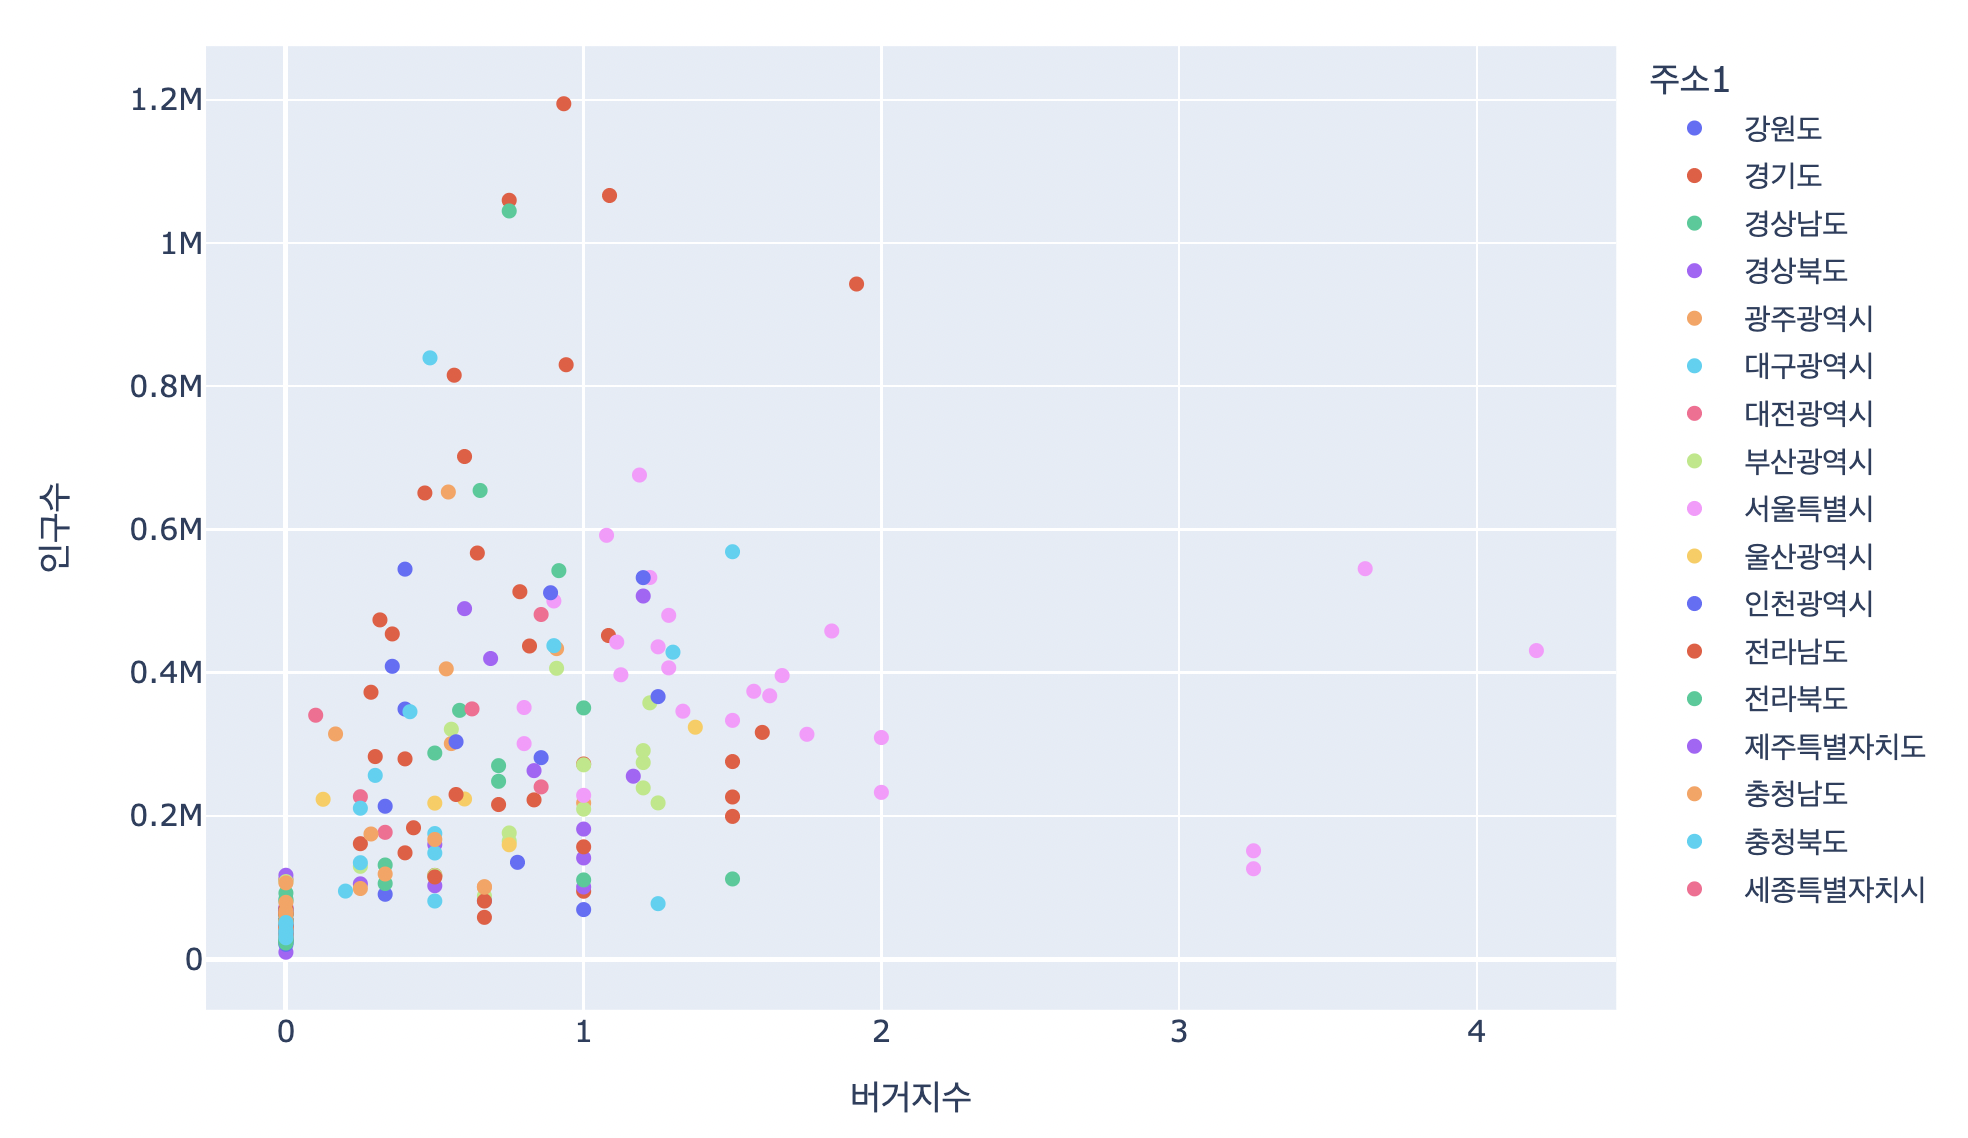 1.2M
1M
0.8M
0.6M
0.4M
0.2M
0
인구수
0 1 2 3 4
버거지수
주소1
강원도
경기도
경상남도
경상북도
광주광역시
대구광역시
대전광역시
부산광역시
서울특별시
울산광역시
인천광역시
전라남도
전라북도
제주특별자치도
충청남도
충청북도
세종특별자치시